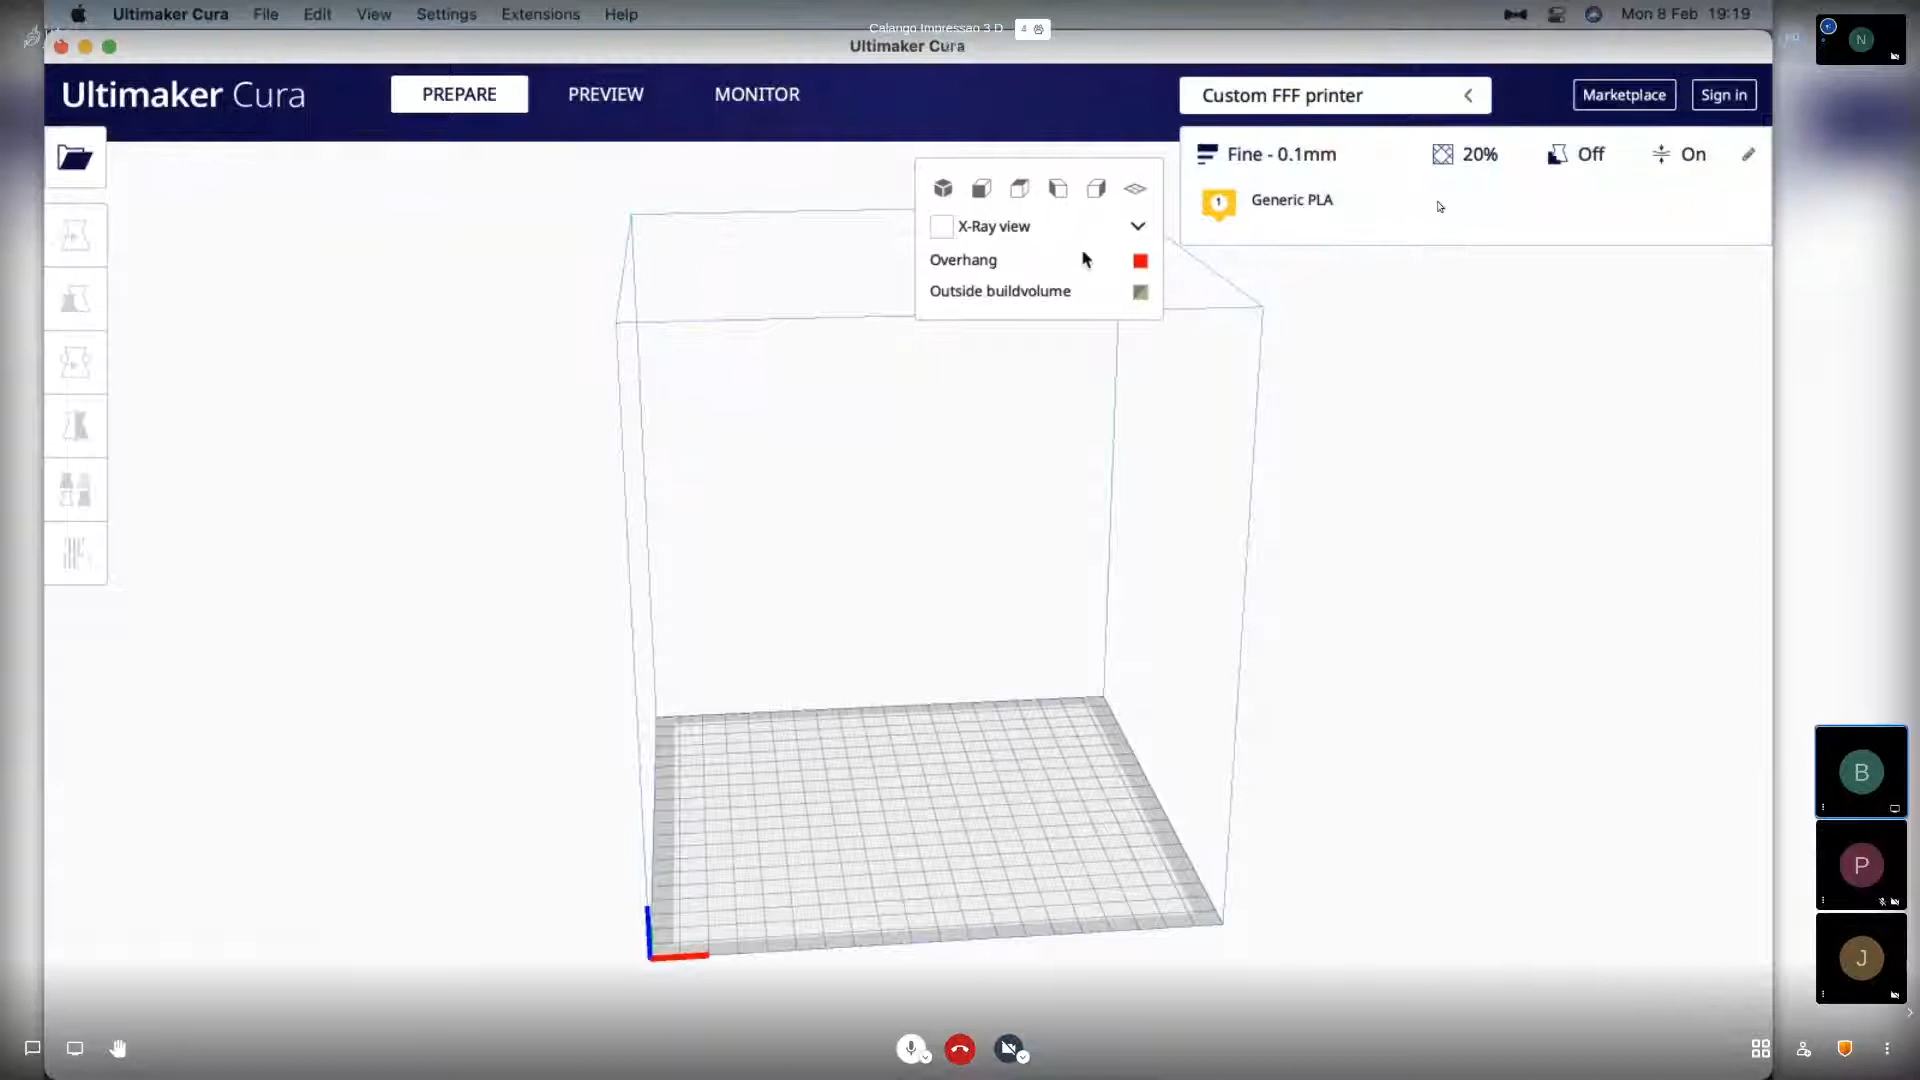 Ultimaker Cura File Edit View Settings Extensions Help Mon 8 Feb 19:19
Calango Impressao 3 D 4
Ultimaker Cura
Ultimaker Cura PREPARE PREVIEW MONITOR Custom FFF printer Marketplace Sign in
Fine - 0.1mm 20% Off On
1 Generic PLA
X-Ray view
Overhang
Outside buildvolume
N
B
P
J